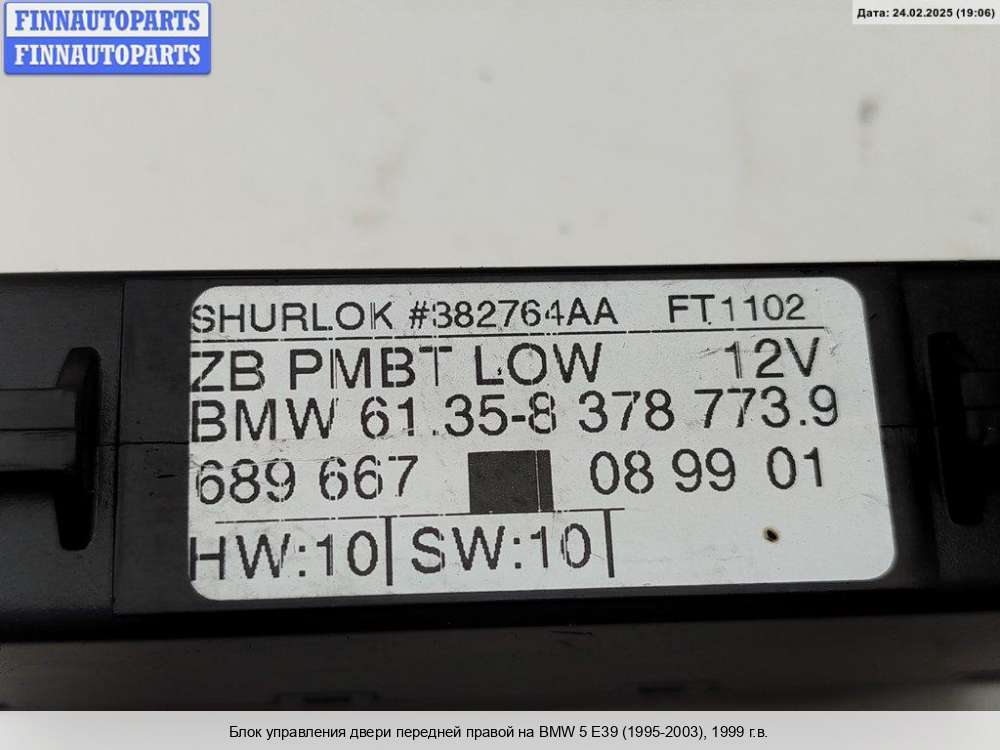 FINNAUTOPARTS
FINNAUTOPARTS
Дата: 24.02.2025 (19:06)
SHURLOK #382764AA FT1102
ZB PMBT LOW 12V
BMW 61.35-8 378 773.9
689 667 08 99 01
HW:10 SW:10
Блок управления двери передней правой на BMW 5 E39 (1995-2003), 1999 г.в.